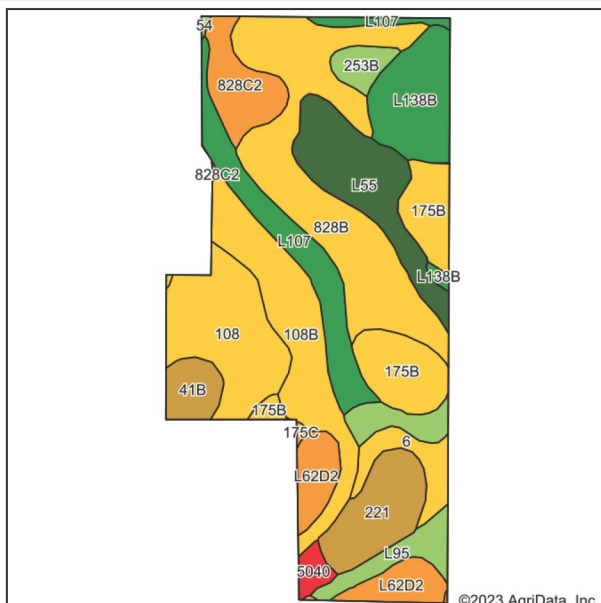 L107
54
253B
828C2
L138B
828C2
L55
175B
828B
L107
L138B
108
108B
175B
41B
175B
175C
6
L62D2
221
L95
5040
L62D2
©2023 AgriData, Inc.